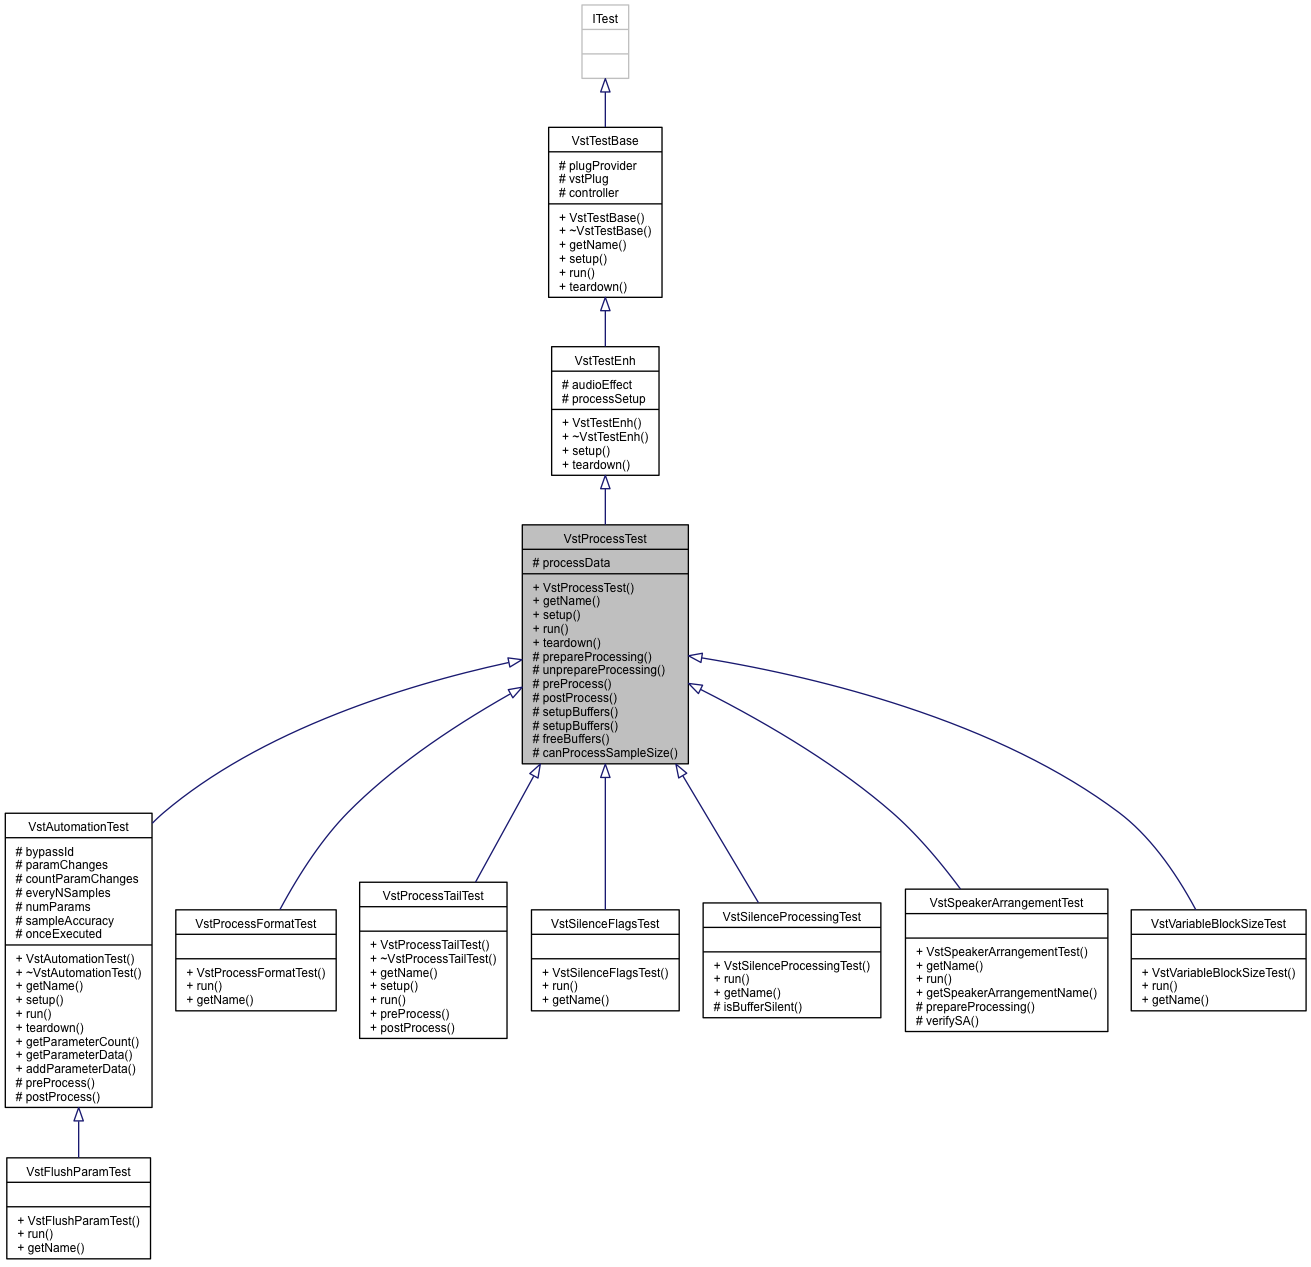 ITest
VstTestBase
# plugProvider
# vstPlug
# controller
+ VstTestBase()
+ ~VstTestBase()
+ getName()
+ setup()
+ run()
+ teardown()
VstTestEnh
# audioEffect
# processSetup
+ VstTestEnh()
+ ~VstTestEnh()
+ setup()
+ teardown()
VstProcessTest
# processData
+ VstProcessTest()
+ getName()
+ setup()
+ run()
+ teardown()
# prepareProcessing()
# unprepareProcessing()
# preProcess()
# postProcess()
# setupBuffers()
# setupBuffers()
# freeBuffers()
# canProcessSampleSize()
VstAutomationTest
# bypassId
# paramChanges
# countParamChanges
# everyNSamples
# numParams
# sampleAccuracy
# onceExecuted
+ VstAutomationTest()
+ ~VstAutomationTest()
+ getName()
+ setup()
+ run()
+ teardown()
+ getParameterCount()
+ getParameterData()
+ addParameterData()
# preProcess()
# postProcess()
VstProcessFormatTest
+ VstProcessFormatTest()
+ run()
+ getName()
VstProcessTailTest
+ VstProcessTailTest()
+ ~VstProcessTailTest()
+ getName()
+ setup()
+ run()
+ preProcess()
+ postProcess()
VstSilenceFlagsTest
+ VstSilenceFlagsTest()
+ run()
+ getName()
VstSilenceProcessingTest
+ VstSilenceProcessingTest()
+ run()
+ getName()
# isBufferSilent()
VstSpeakerArrangementTest
+ VstSpeakerArrangementTest()
+ getName()
+ run()
+ getSpeakerArrangementName()
# prepareProcessing()
# verifySA()
VstVariableBlockSizeTest
+ VstVariableBlockSizeTest()
+ run()
+ getName()
VstFlushParamTest
+ VstFlushParamTest()
+ run()
+ getName()